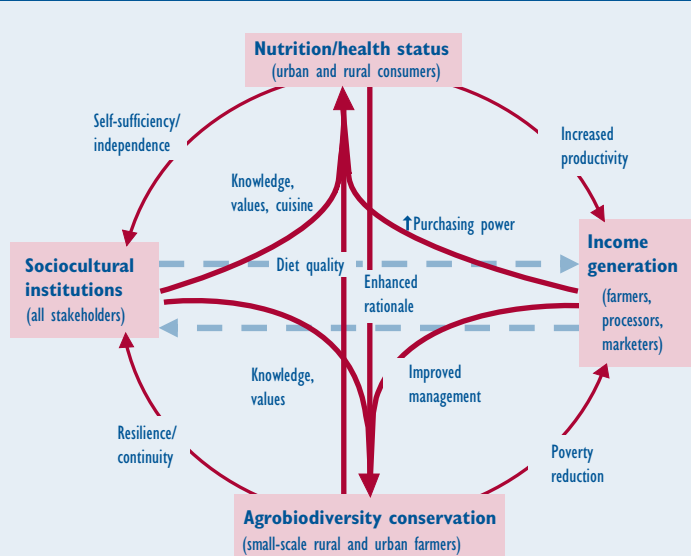 Nutrition/health status
(urban and rural consumers)
Self-sufficiency/
independence
Increased
productivity
Knowledge,
values, cuisine
↑Purchasing power
Sociocultural
institutions
(all stakeholders)
Diet quality
Enhanced
rationale
Income
generation
(farmers,
processors,
marketers)
Knowledge,
values
Improved
management
Resilience/
continuity
Poverty
reduction
Agrobiodiversity conservation
(small-scale rural and urban farmers)